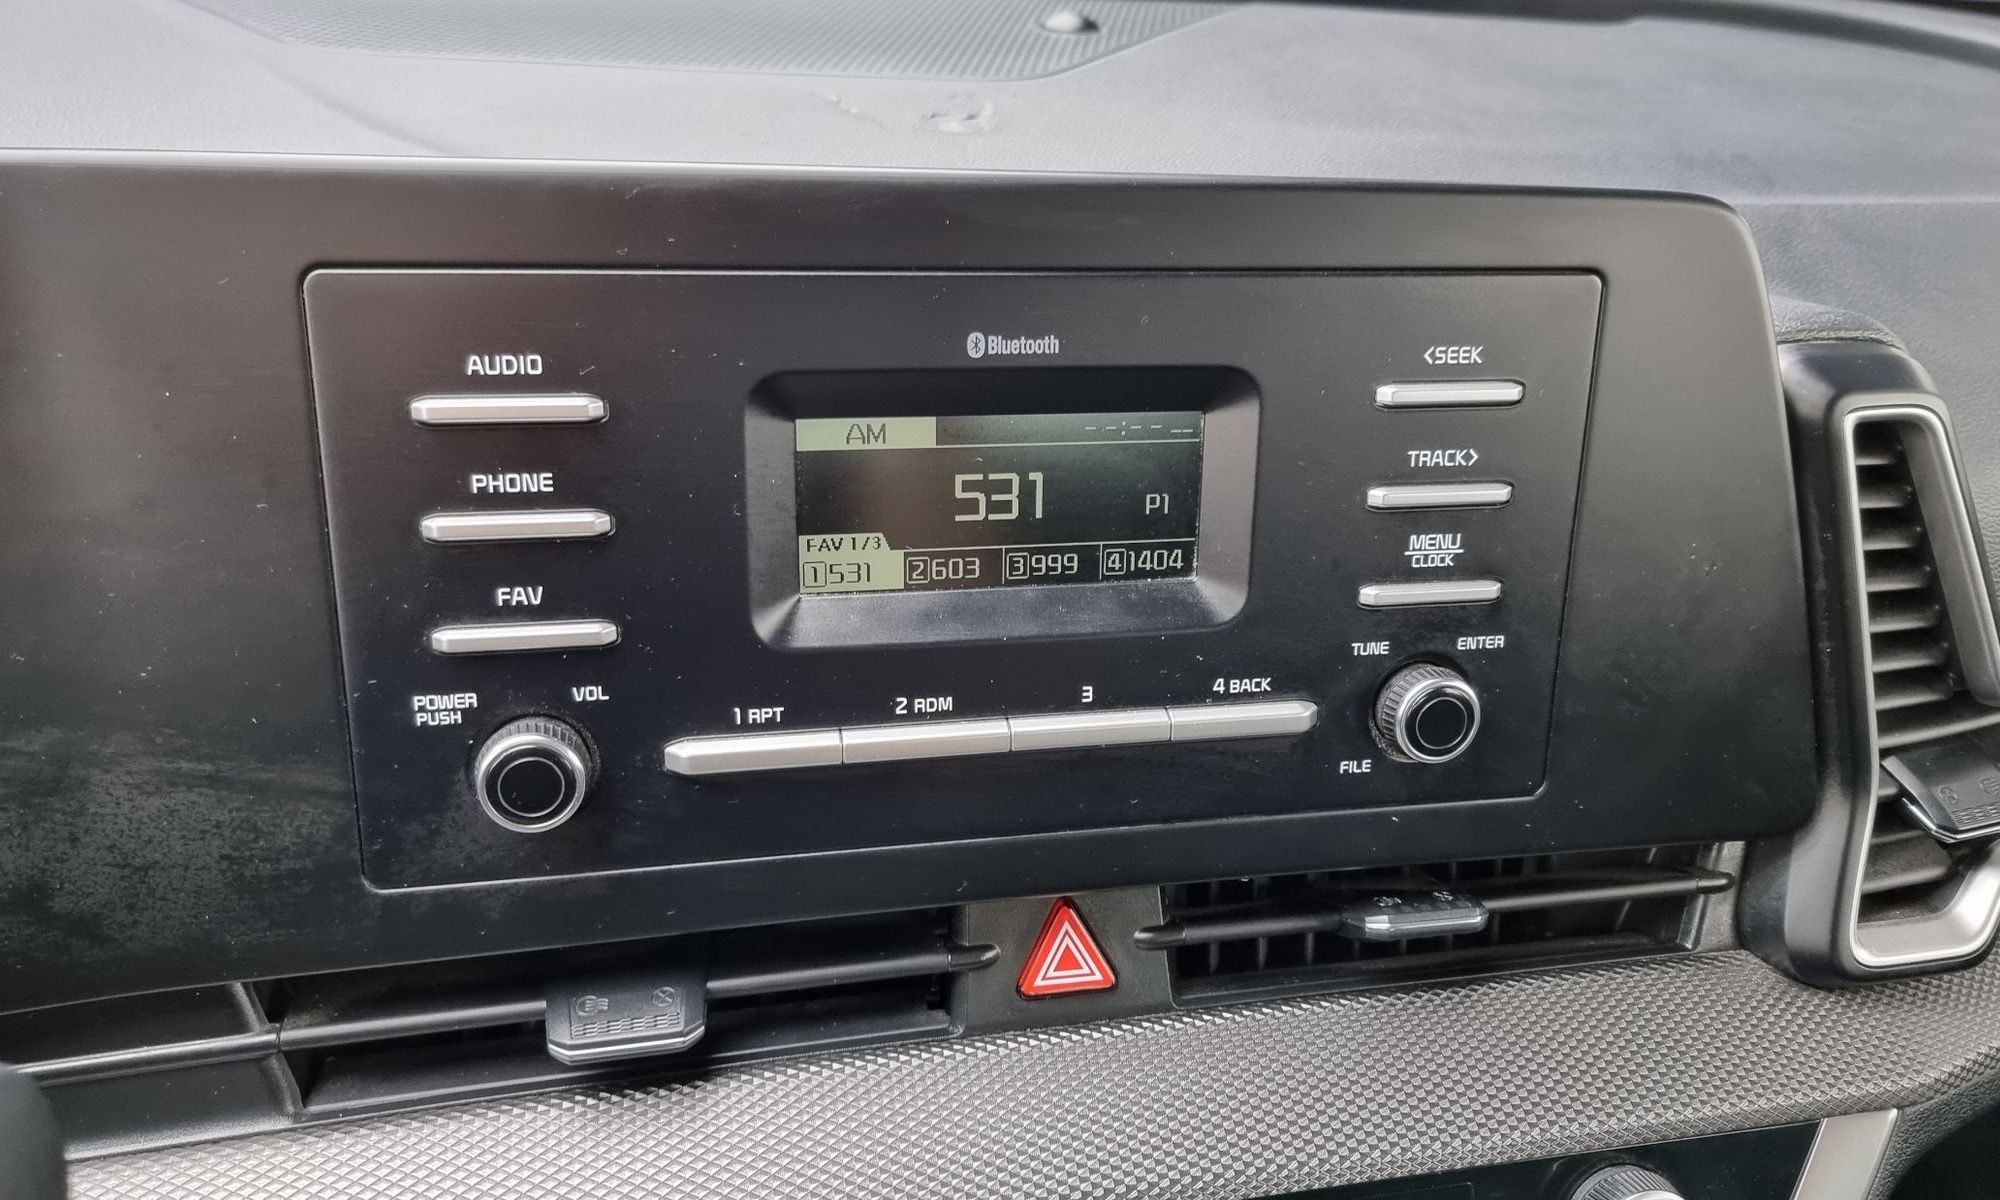 Bluetooth
AUDIO
PHONE
FAV
POWER
PUSH
VOL
AM
--:-- --
531
P1
FAV 1/3
1 531
2 603
3 999
4 1404
1 RPT
2 RDM
3
4 BACK
<SEEK
TRACK>
MENU
CLOCK
TUNE
ENTER
FILE